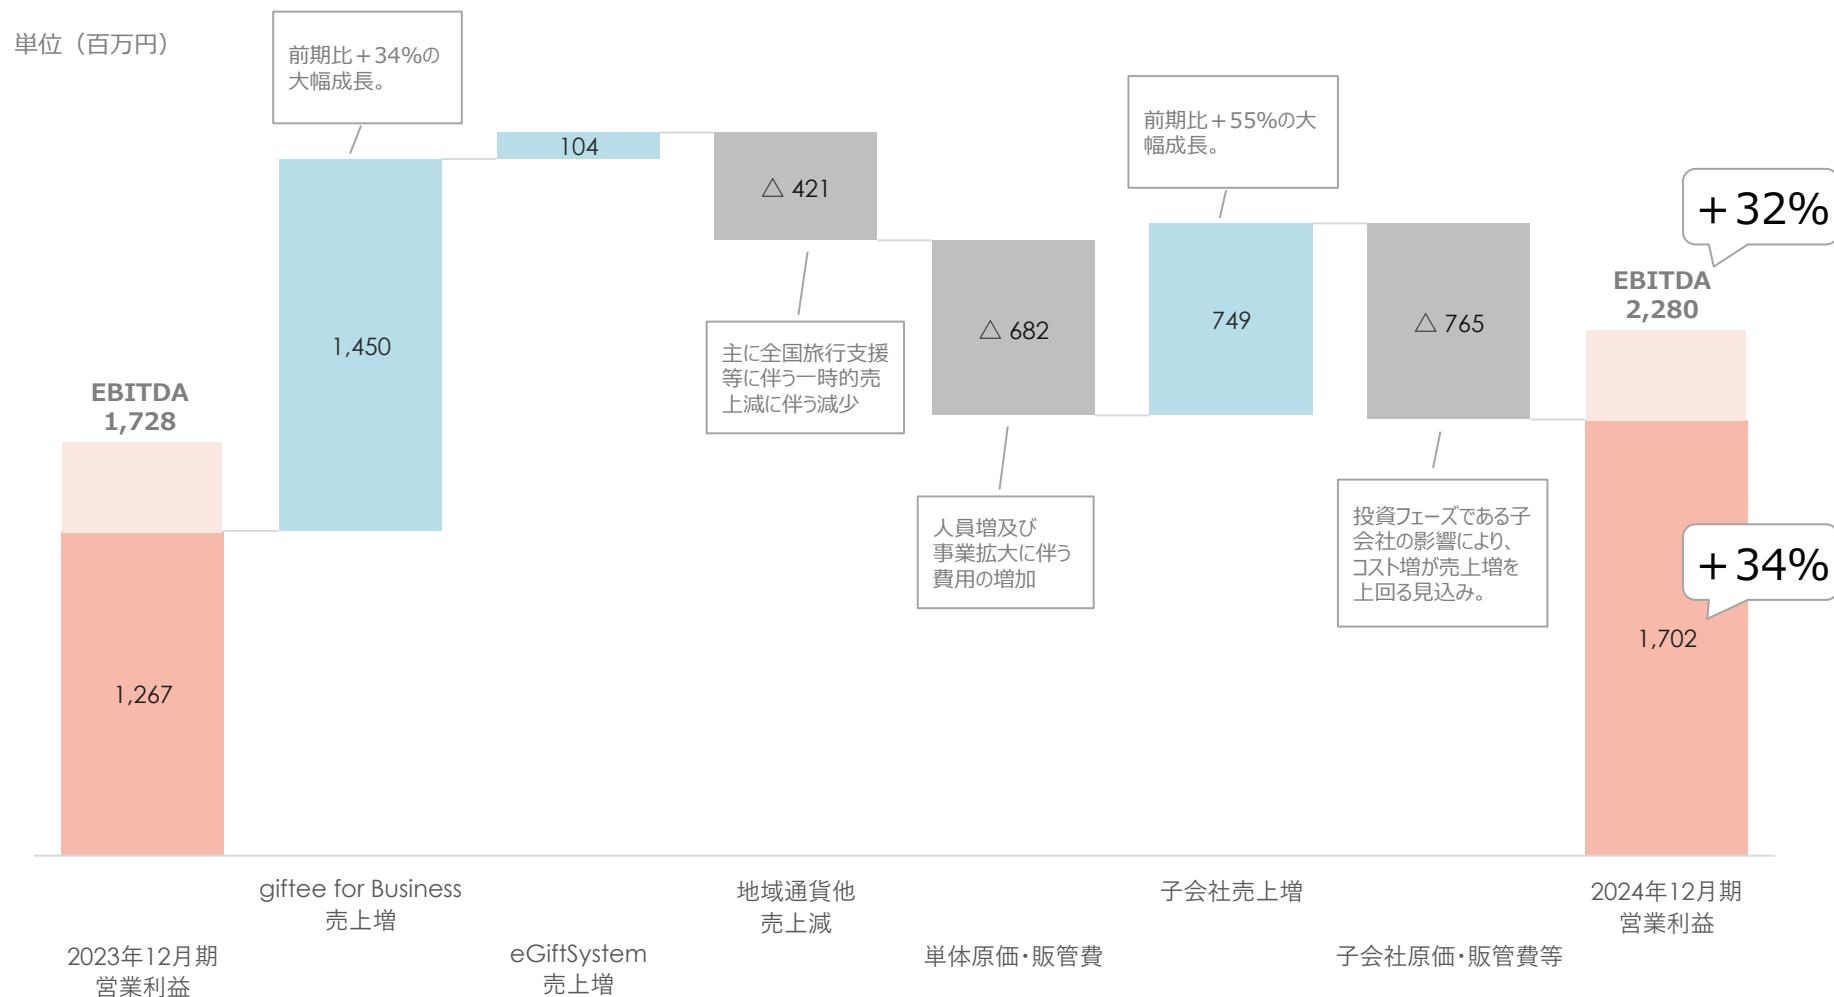 単位（百万円）
前期比＋34%の
大幅成長。
104
△ 421
前期比＋55%の大
幅成長。
＋32%
EBITDA
2,280
1,450
△ 682
749
△ 765
主に全国旅行支援
等に伴う一時的売
上減に伴う減少
EBITDA
1,728
人員増及び
事業拡大に伴う
費用の増加
投資フェーズである子
会社の影響により、
コスト増が売上増を
上回る見込み。
＋34%
1,702
1,267
2023年12月期
営業利益
giftee for Business
売上増
eGiftSystem
売上増
地域通貨他
売上減
単体原価・販管費
子会社売上増
子会社原価・販管費等
2024年12月期
営業利益